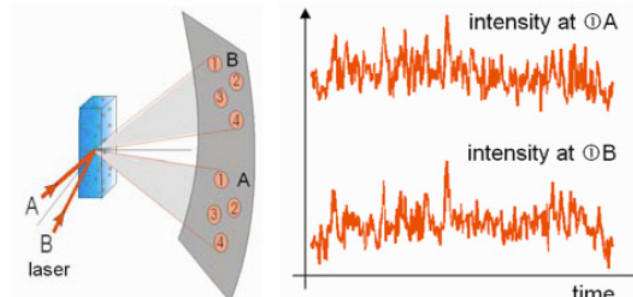 ① B
②
③
④
① A
③ ②
④
A
B
laser
intensity at ①A
intensity at ①B
time